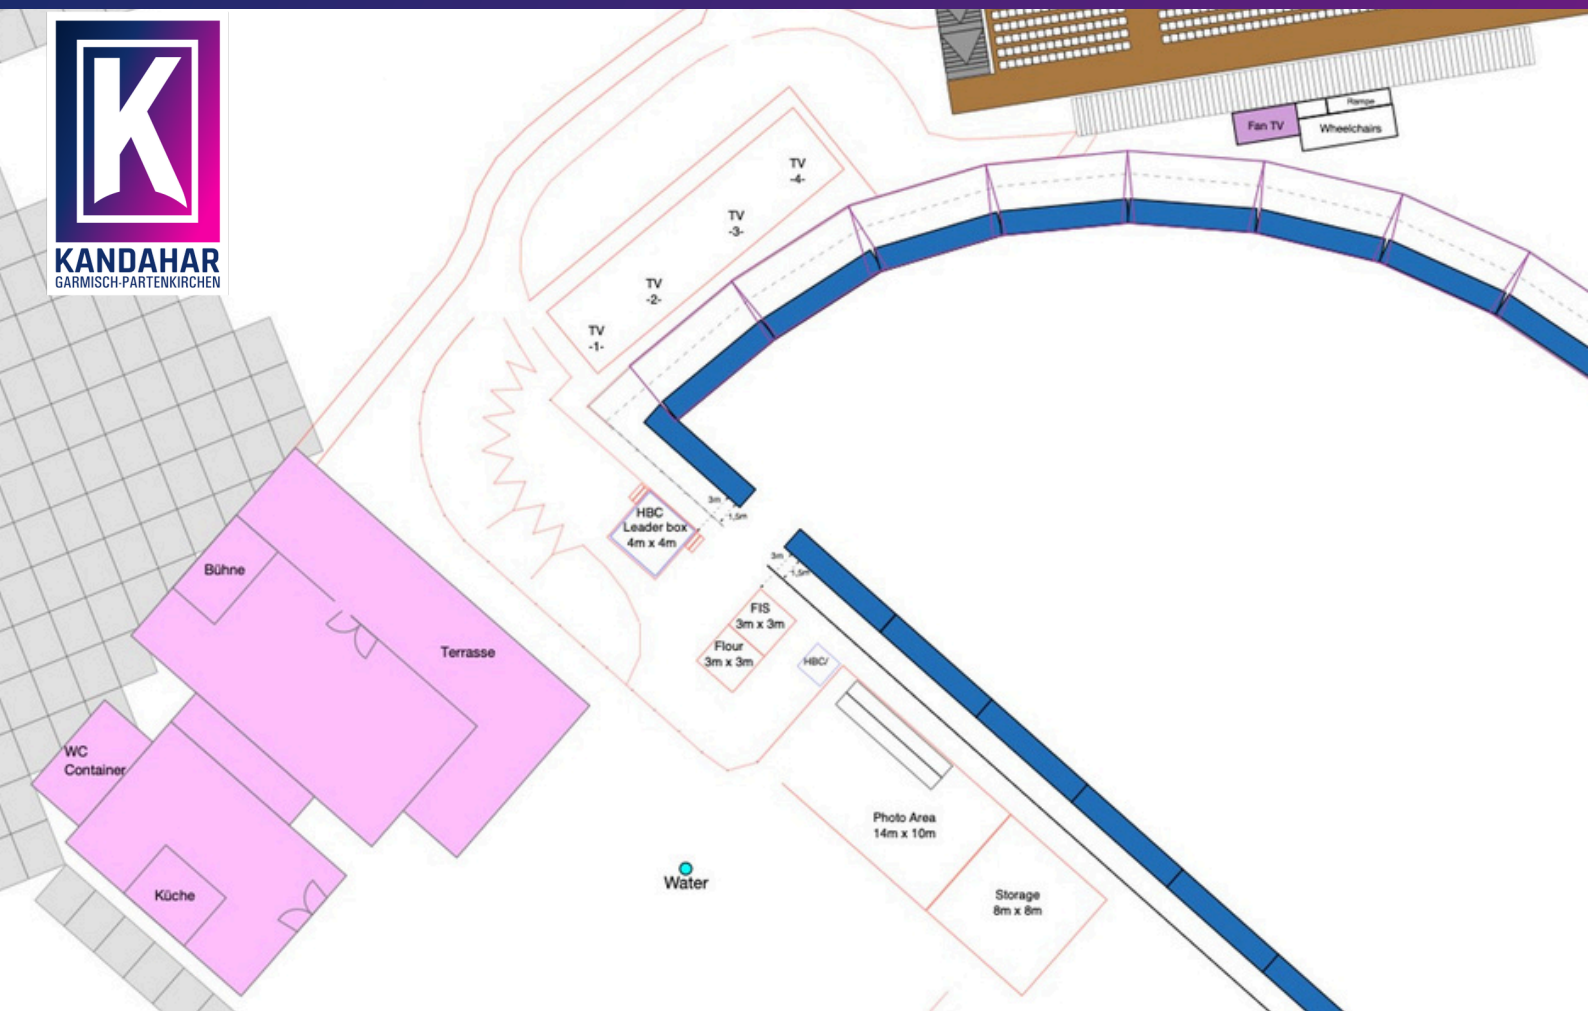 K
KANDAHAR
GARMISCH-PARTENKIRCHEN
Fan TV
Rampe
Wheelchairs
TV
-4-
TV
-3-
TV
-2-
TV
-1-
HBC
Leader box
4m x 4m
3m
1,5m
3m
1,5m
FIS
3m x 3m
Flour
3m x 3m
HBC/
Bühne
Terrasse
WC
Container
Küche
Photo Area
14m x 10m
Water
Storage
8m x 8m